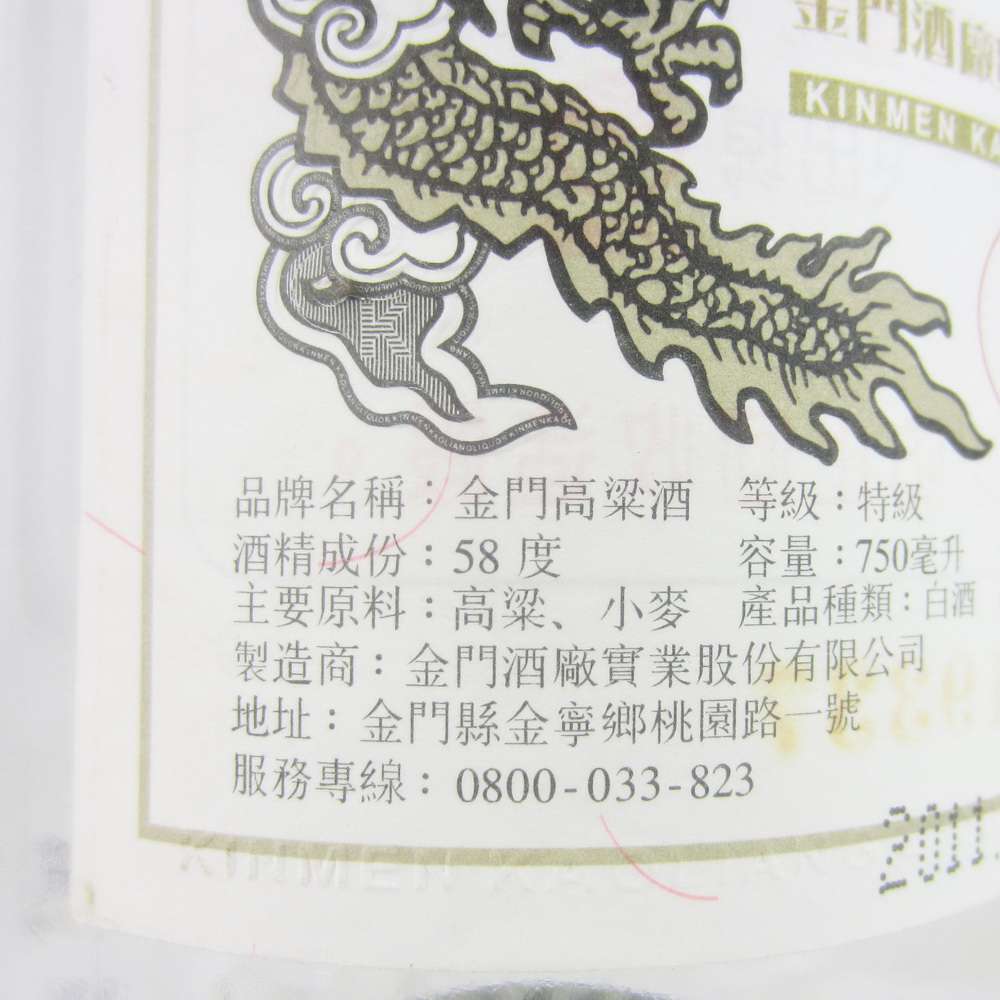 金門酒廠
KINMEN KA
品牌名稱：金門高粱酒 等級：特級
酒精成份：58 度 容量：750毫升
主要原料：高粱、小麥 產品種類：白酒
製造商：金門酒廠實業股份有限公司
地址：金門縣金寧鄉桃園路一號
服務專線：0800-033-823
2011.
KINMEN